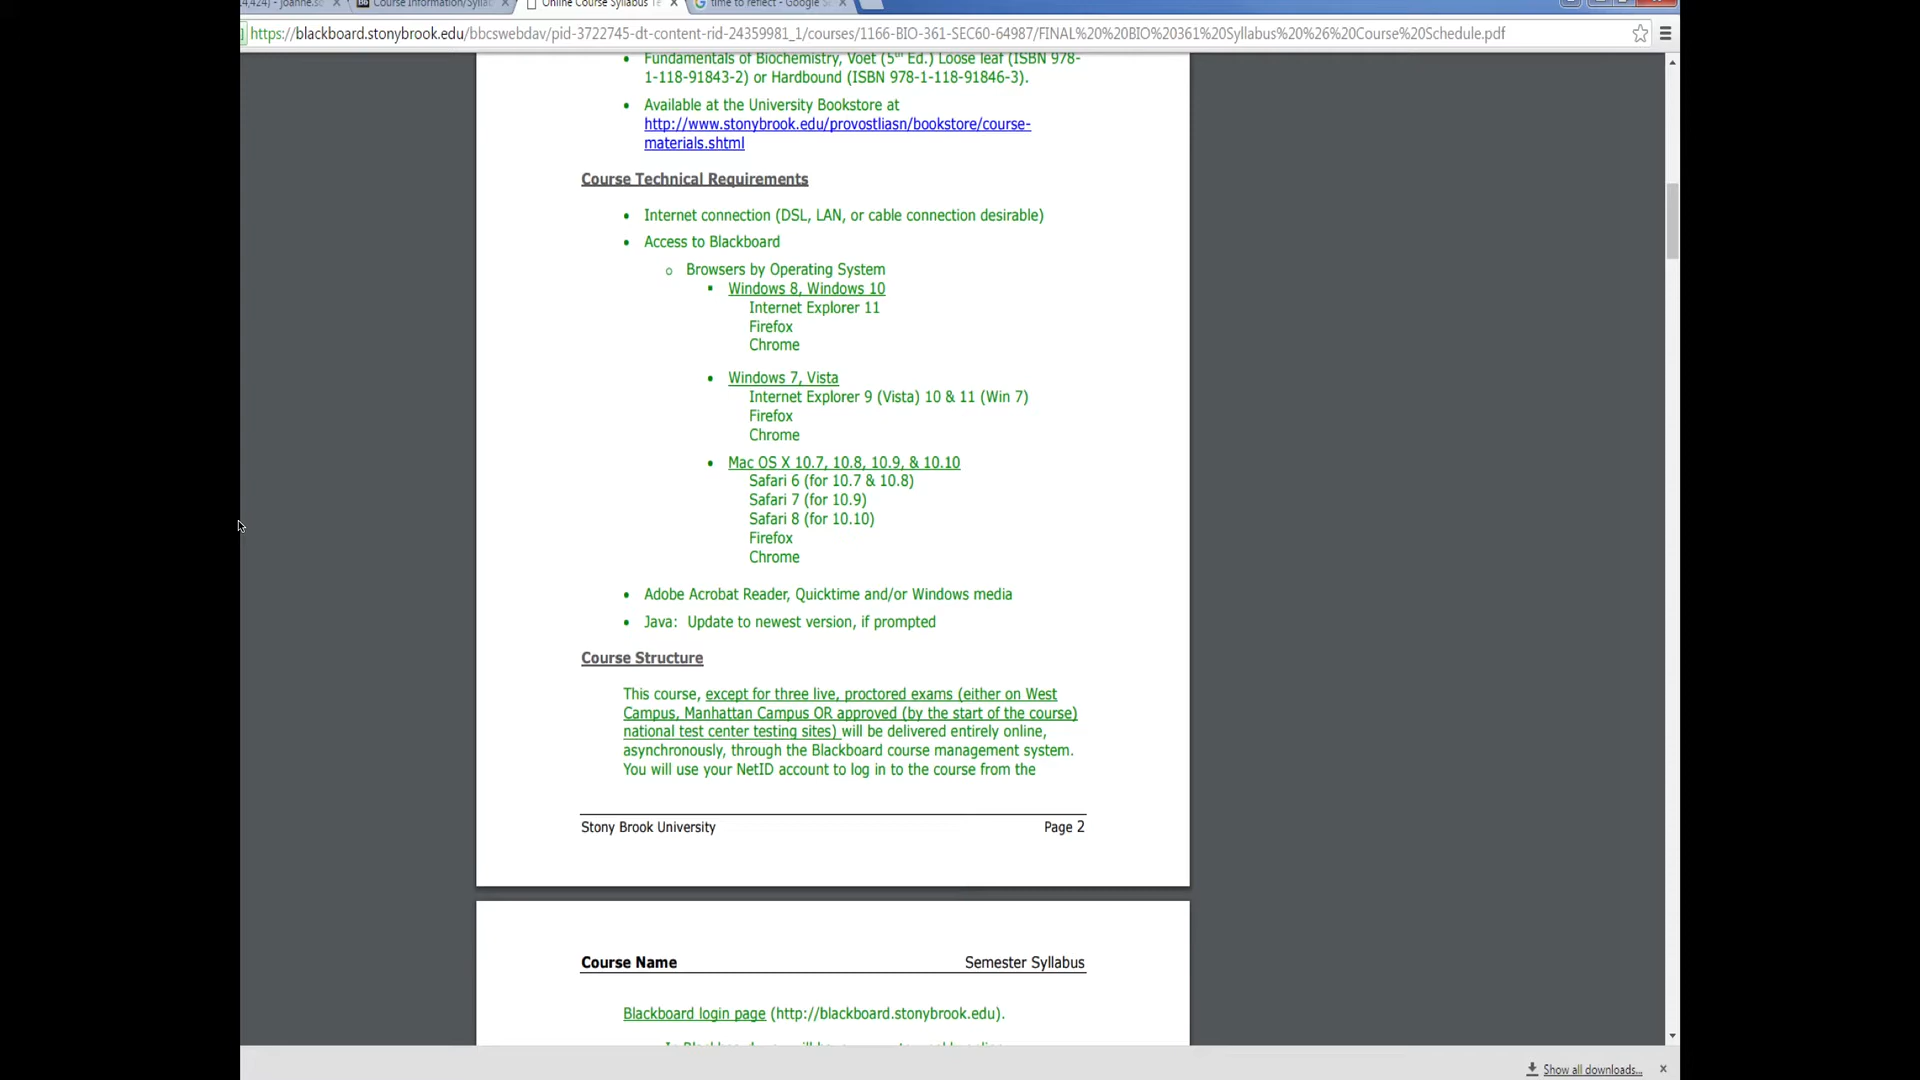 Course Information/Sylla
Online Course Syllabus Te
time to reflect - Google
https://blackboard.stonybrook.edu/bbcswebdav/pid-3722745-dt-content-rid-24359981_1/courses/1166-BIO-361-SEC60-64987/FINAL%20%20BIO%20361%20Syllabus%20%26%20Course%20Schedule.pdf
• Fundamentals of Biochemistry, Voet (5th Ed.) Loose leaf (ISBN 978-
1-118-91843-2) or Hardbound (ISBN 978-1-118-91846-3).
• Available at the University Bookstore at
http://www.stonybrook.edu/provostliasn/bookstore/course-
materials.shtml
Course Technical Requirements
• Internet connection (DSL, LAN, or cable connection desirable)
• Access to Blackboard
o Browsers by Operating System
▪ Windows 8, Windows 10
Internet Explorer 11
Firefox
Chrome
• Windows 7, Vista
Internet Explorer 9 (Vista) 10 & 11 (Win 7)
Firefox
Chrome
• Mac OS X 10.7, 10.8, 10.9, & 10.10
Safari 6 (for 10.7 & 10.8)
Safari 7 (for 10.9)
Safari 8 (for 10.10)
Firefox
Chrome
• Adobe Acrobat Reader, Quicktime and/or Windows media
• Java: Update to newest version, if prompted
Course Structure
This course, except for three live, proctored exams (either on West
Campus, Manhattan Campus OR approved (by the start of the course)
national test center testing sites) will be delivered entirely online,
asynchronously, through the Blackboard course management system.
You will use your NetID account to log in to the course from the
Stony Brook University Page 2
Course Name Semester Syllabus
Blackboard login page (http://blackboard.stonybrook.edu).
Show all downloads...